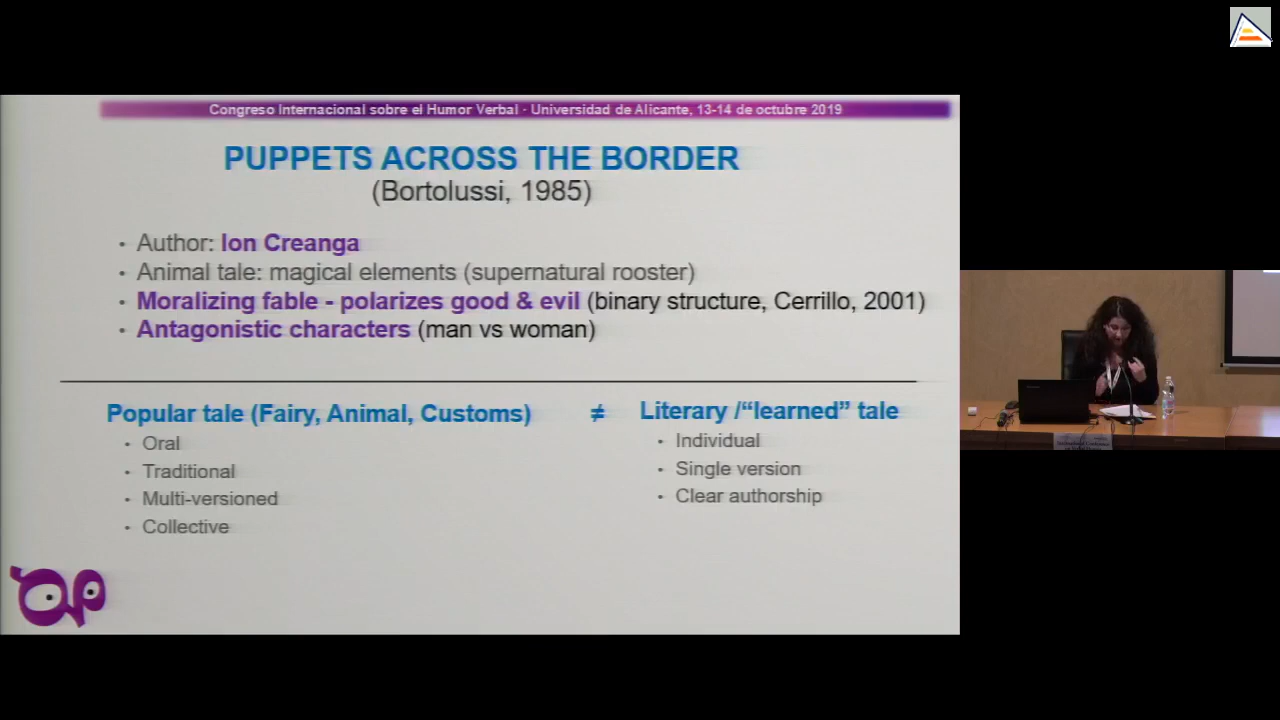 Congreso Internacional sobre el Humor Verbal - Universidad de Alicante, 13-14 de octubre 2019
PUPPETS ACROSS THE BORDER
(Bortolussi, 1985)
• Author: Ion Creanga
• Animal tale: magical elements (supernatural rooster)
• Moralizing fable - polarizes good & evil (binary structure, Cerrillo, 2001)
• Antagonistic characters (man vs woman)
Popular tale (Fairy, Animal, Customs) ≠ Literary /“learned” tale
• Oral
• Traditional
• Multi-versioned
• Collective
• Individual
• Single version
• Clear authorship
International Conference